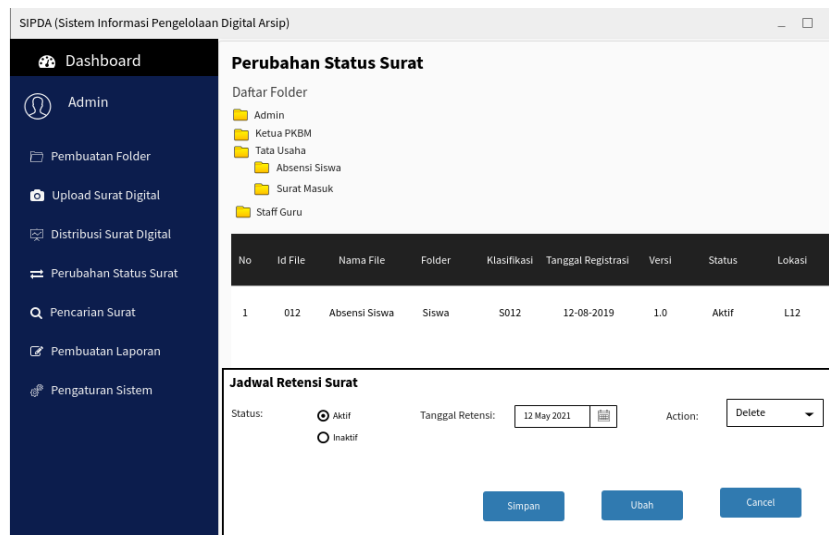 SIPDA (Sistem Informasi Pengelolaan Digital Arsip)
Dashboard
Admin
Pembuatan Folder
Upload Surat Digital
Distribusi Surat DIgital
Perubahan Status Surat
Pencarian Surat
Pembuatan Laporan
Pengaturan Sistem
Perubahan Status Surat
Daftar Folder
Admin
Ketua PKBM
Tata Usaha
Absensi Siswa
Surat Masuk
Staff Guru
No Id File Nama File Folder Klasifikasi Tanggal Registrasi Versi Status Lokasi
1 012 Absensi Siswa Siswa S012 12-08-2019 1.0 Aktif L12
Jadwal Retensi Surat
Status: Aktif Tanggal Retensi: 12 May 2021 Action: Delete
Inaktif
Simpan Ubah Cancel